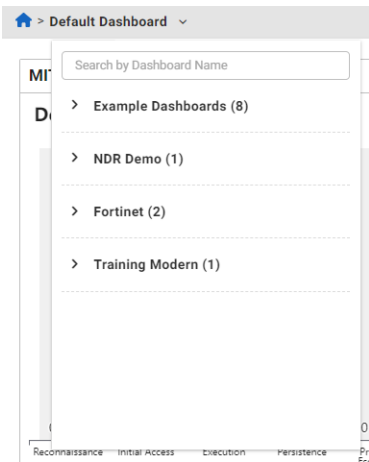 > Default Dashboard
MIT
Search by Dashboard Name
De
> Example Dashboards (8)
> NDR Demo (1)
> Fortinet (2)
> Training Modern (1)
0
Reconnaissance Initial Access Execution Persistence